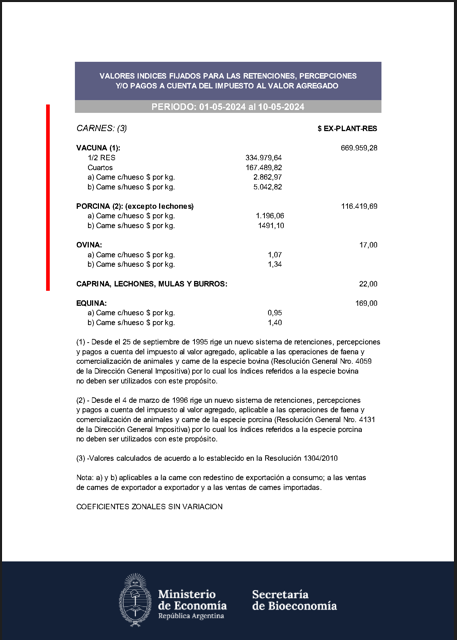 VALORES INDICES FIJADOS PARA LAS RETENCIONES, PERCEPCIONES
Y/O PAGOS A CUENTA DEL IMPUESTO AL VALOR AGREGADO
PERIODO: 01-05-2024 al 10-05-2024
CARNES: (3) $ EX-PLANT-RES
VACUNA (1): 669.959,28
1/2 RES 334.979,64
Cuartos 167.489,82
a) Carne c/hueso $ por kg. 2.862,97
b) Carne s/hueso $ por kg. 5.042,82
PORCINA (2): (excepto lechones) 116.419,69
a) Carne c/hueso $ por kg. 1.196,06
b) Carne s/hueso $ por kg. 1491,10
OVINA: 17,00
a) Carne c/hueso $ por kg. 1,07
b) Carne s/hueso $ por kg. 1,34
CAPRINA, LECHONES, MULAS Y BURROS: 22,00
EQUINA: 169,00
a) Carne c/hueso $ por kg. 0,95
b) Carne s/hueso $ por kg. 1,40
(1) - Desde el 25 de septiembre de 1995 rige un nuevo sistema de retenciones, percepciones
y pagos a cuenta del impuesto al valor agregado, aplicable a las operaciones de faena y
comercialización de animales y carne de la especie bovina (Resolución General Nro. 4059
de la Dirección General Impositiva) por lo cual los índices referidos a la especie bovina
no deben ser utilizados con este propósito.
(2) - Desde el 4 de marzo de 1996 rige un nuevo sistema de retenciones, percepciones
y pagos a cuenta del impuesto al valor agregado, aplicable a las operaciones de faena y
comercialización de animales y carne de la especie porcina (Resolución General Nro. 4131
de la Dirección General Impositiva) por lo cual los índices referidos a la especie porcina
no deben ser utilizados con este propósito.
(3) -Valores calculados de acuerdo a lo establecido en la Resolución 1304/2010
Nota: a) y b) aplicables a la carne con redestino de exportación a consumo; a las ventas
de carnes de exportador a exportador y a las ventas de carnes importadas.
COEFICIENTES ZONALES SIN VARIACION
Ministerio
de Economía
República Argentina
Secretaría
de Bioeconomía